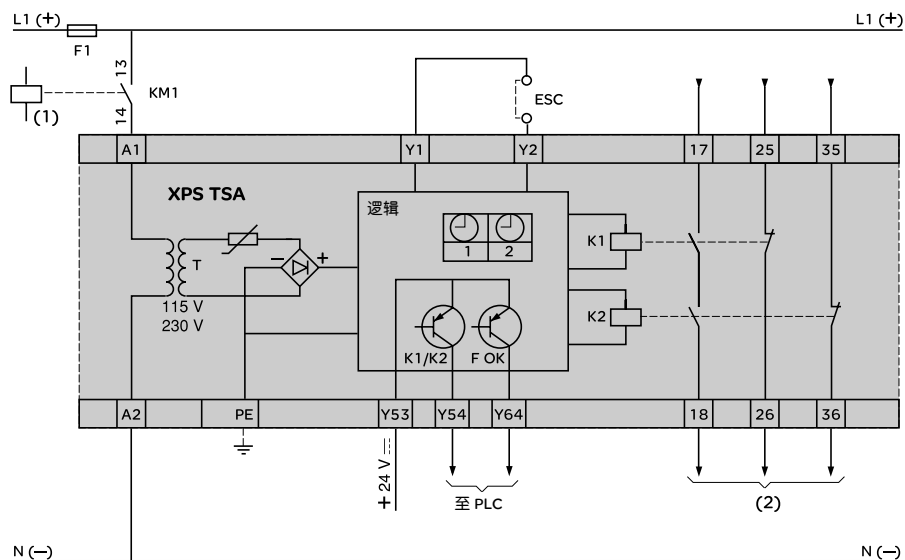 L1 (+) L1 (+)
F1
13
KM1
14
(1)
ESC
A1 Y1 Y2 17 25 35
XPS TSA
逻辑
1 2
K1
− +
T
115 V
230 V
K2
K1/K2 F OK
A2 PE Y53 Y54 Y64 18 26 36
+ 24 V
至 PLC
(2)
N (−) N (−)